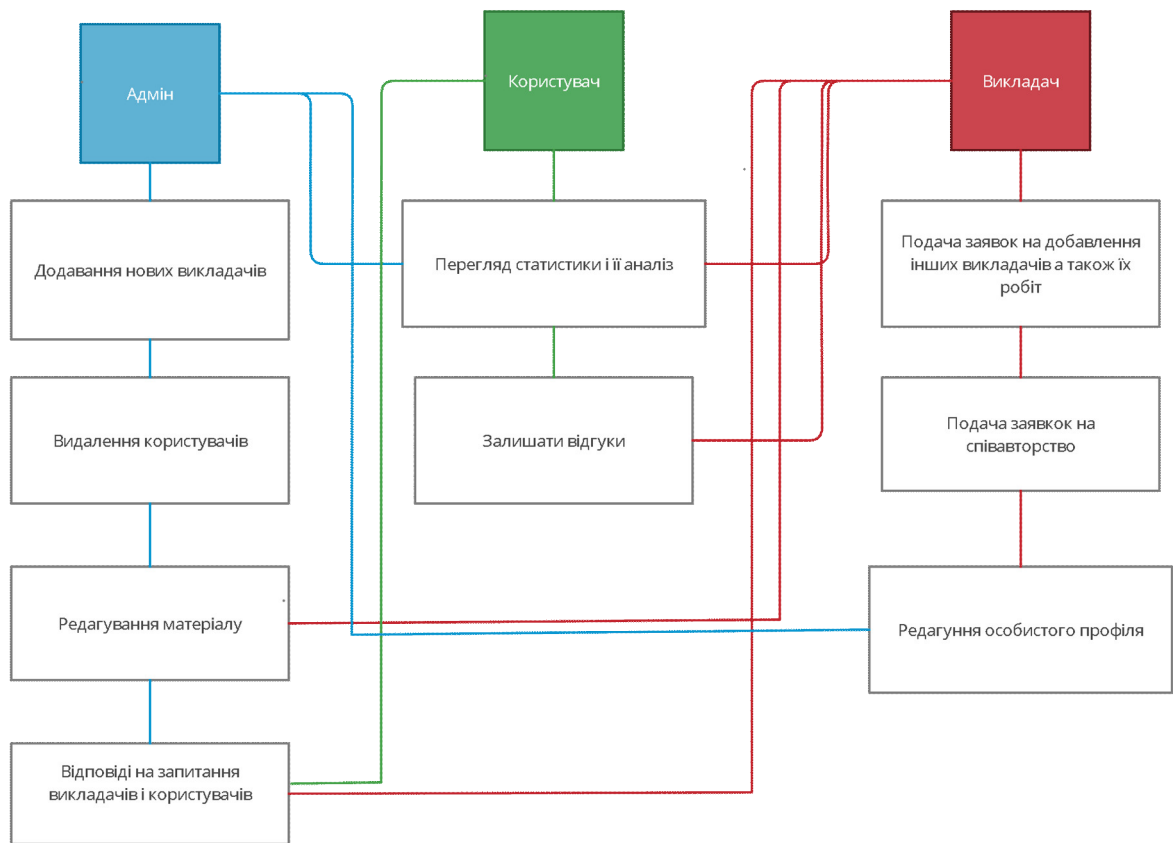 Адмін
Користувач
Викладач
Додавання нових викладачів
Перегляд статистики і її аналіз
Подача заявок на добавлення
інших викладачів а також їх
робіт
Видалення користувачів
Залишати відгуки
Подача заявкок на
співавторство
Редагування матеріалу
Редагуння особистого профіля
Відповіді на запитання
викладачів і користувачів